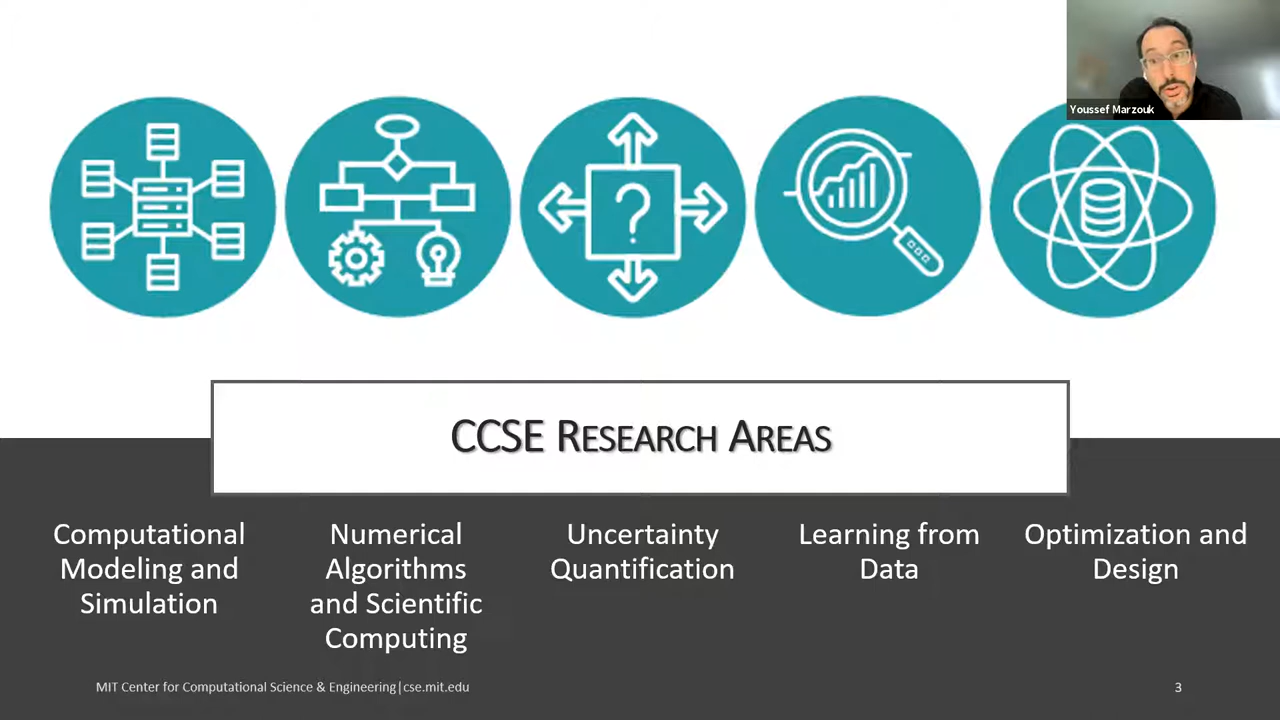 Youssef Marzouk
?
CCSE Research Areas
Computational
Modeling and
Simulation
Numerical
Algorithms
and Scientific
Computing
Uncertainty
Quantification
Learning from
Data
Optimization and
Design
MIT Center for Computational Science & Engineering|cse.mit.edu
3